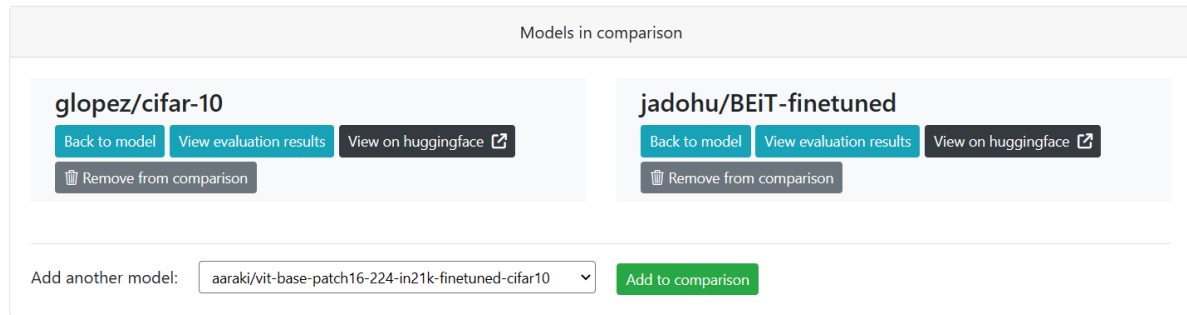 Models in comparison
glopez/cifar-10
Back to model View evaluation results View on huggingface
Remove from comparison
jadohu/BEiT-finetuned
Back to model View evaluation results View on huggingface
Remove from comparison
Add another model: aaraki/vit-base-patch16-224-in21k-finetuned-cifar10 Add to comparison